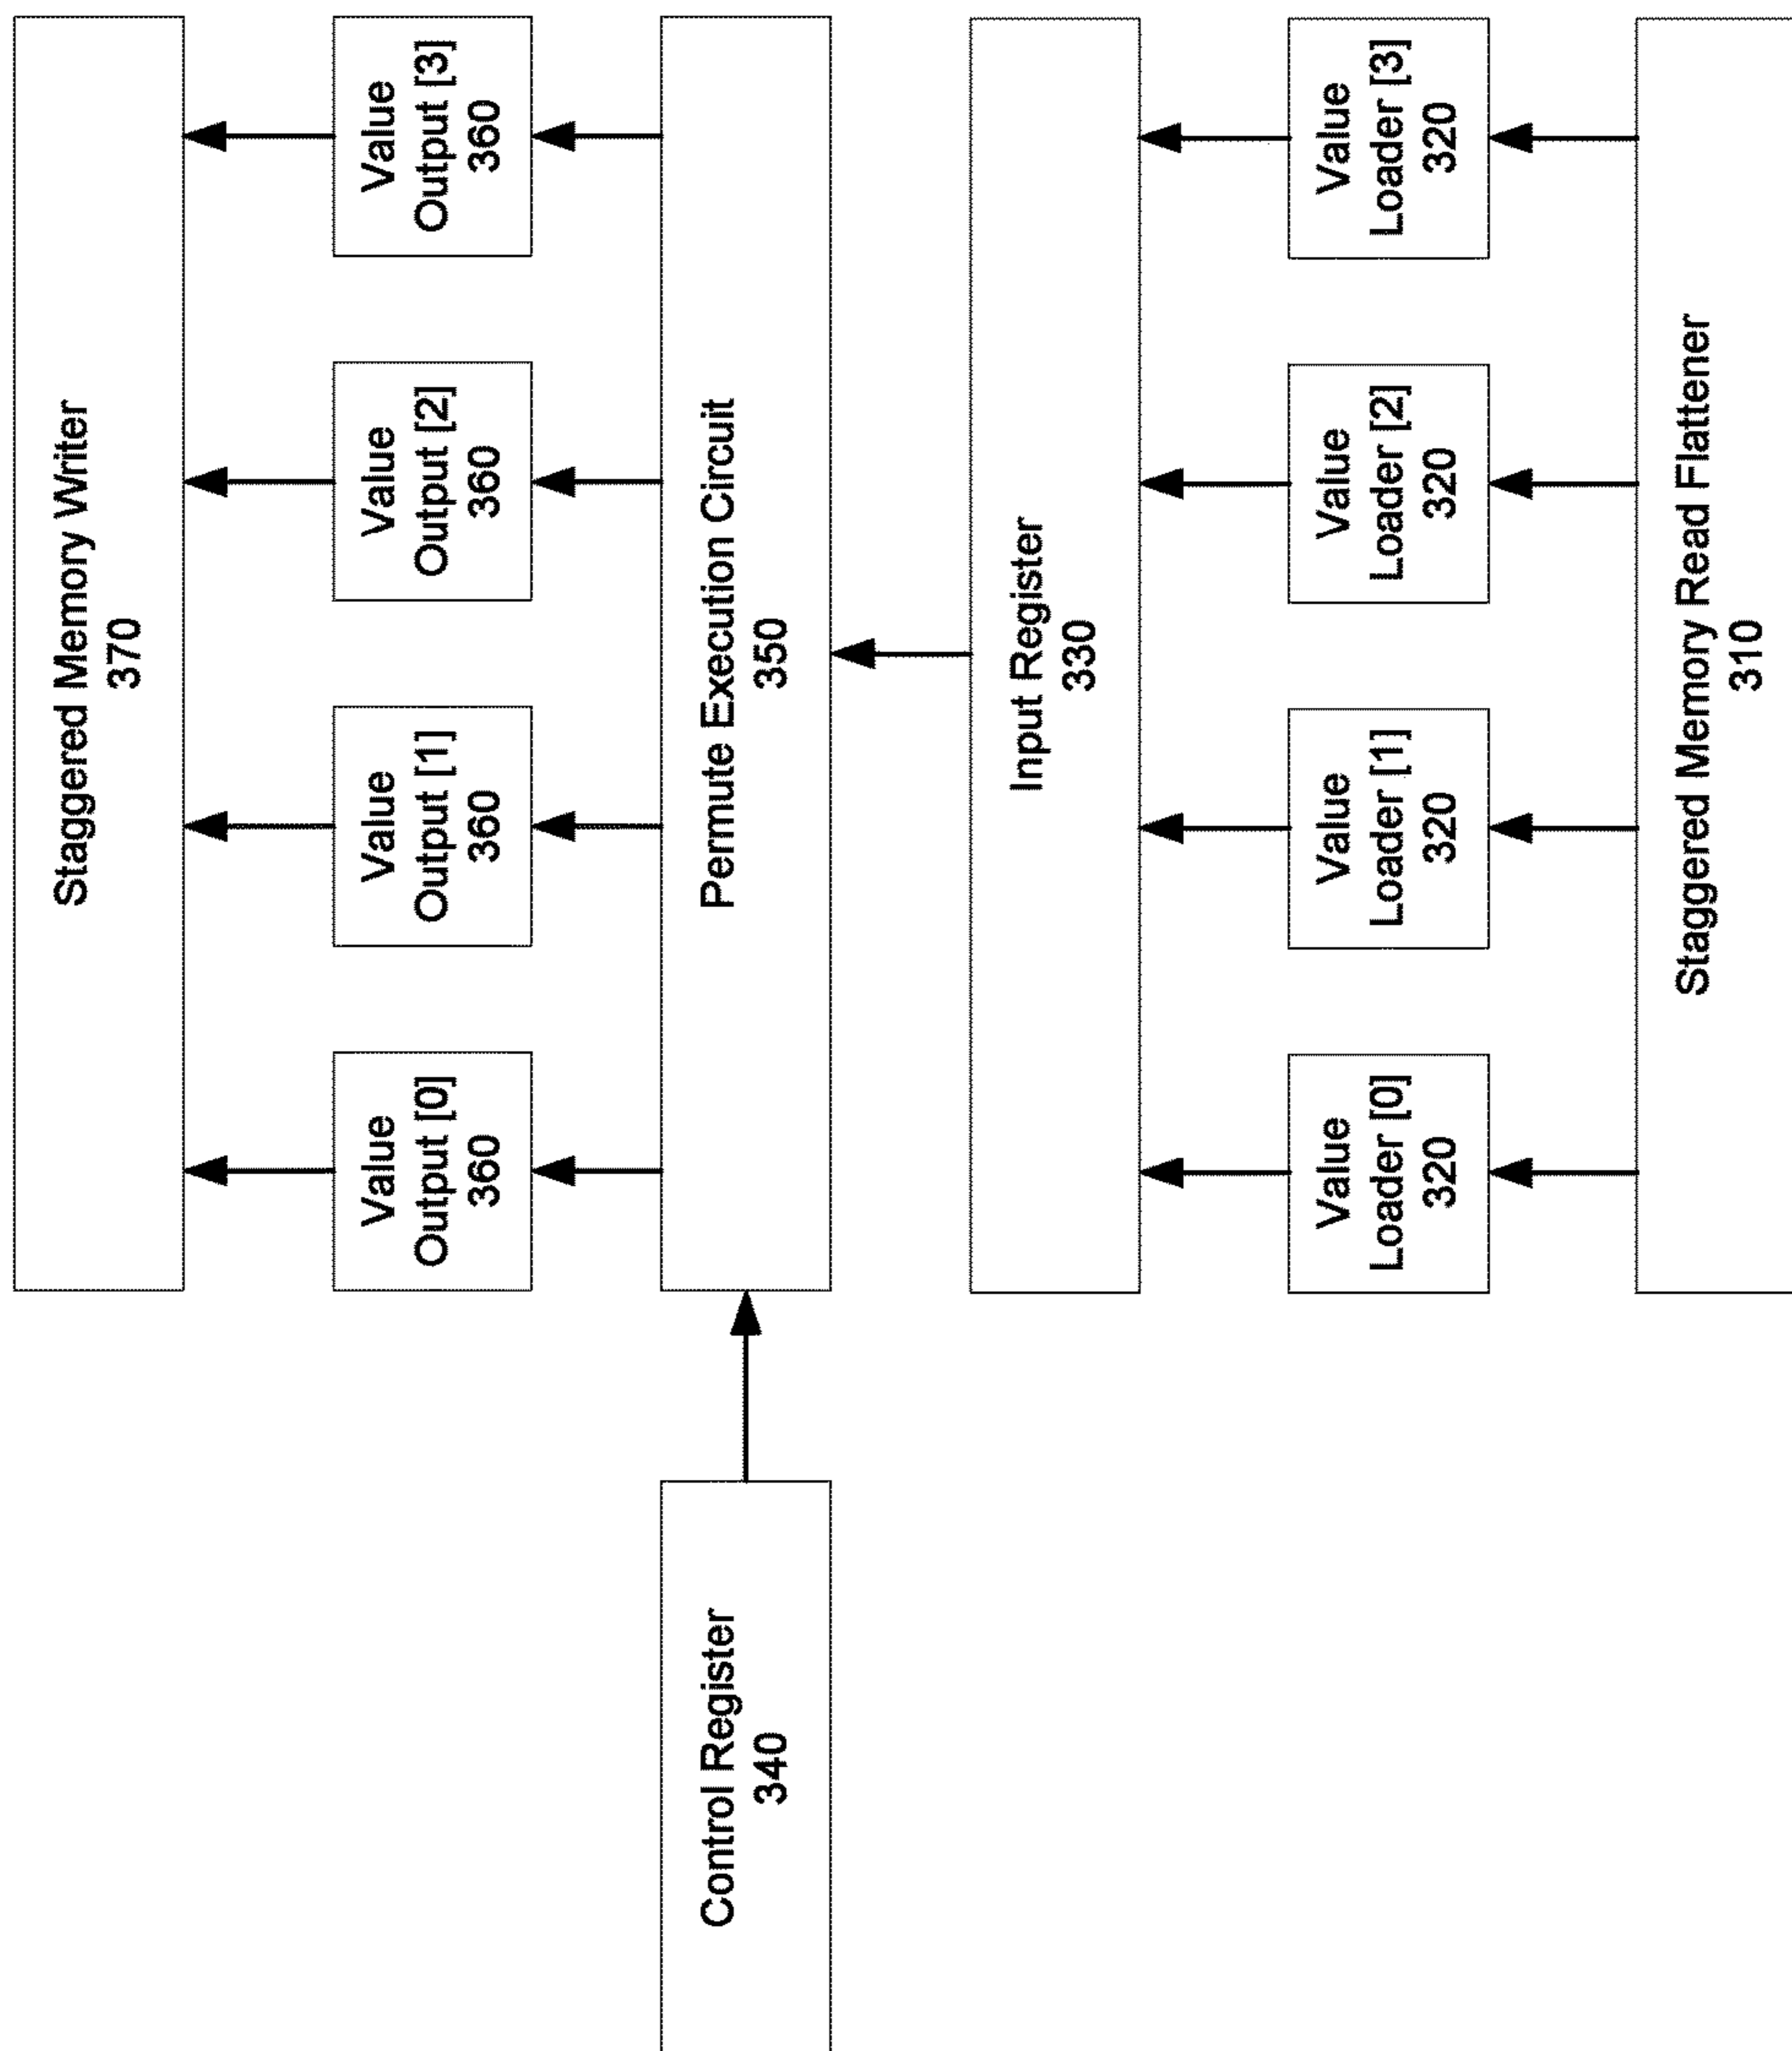 Staggered Memory Writer
370
Value
Output [0]
360
Value
Output [1]
360
Value
Output [2]
360
Value
Output [3]
360
Control Register
340
Permute Execution Circuit
350
Input Register
330
Value
Loader [0]
320
Value
Loader [1]
320
Value
Loader [2]
320
Value
Loader [3]
320
Staggered Memory Read Flattener
310